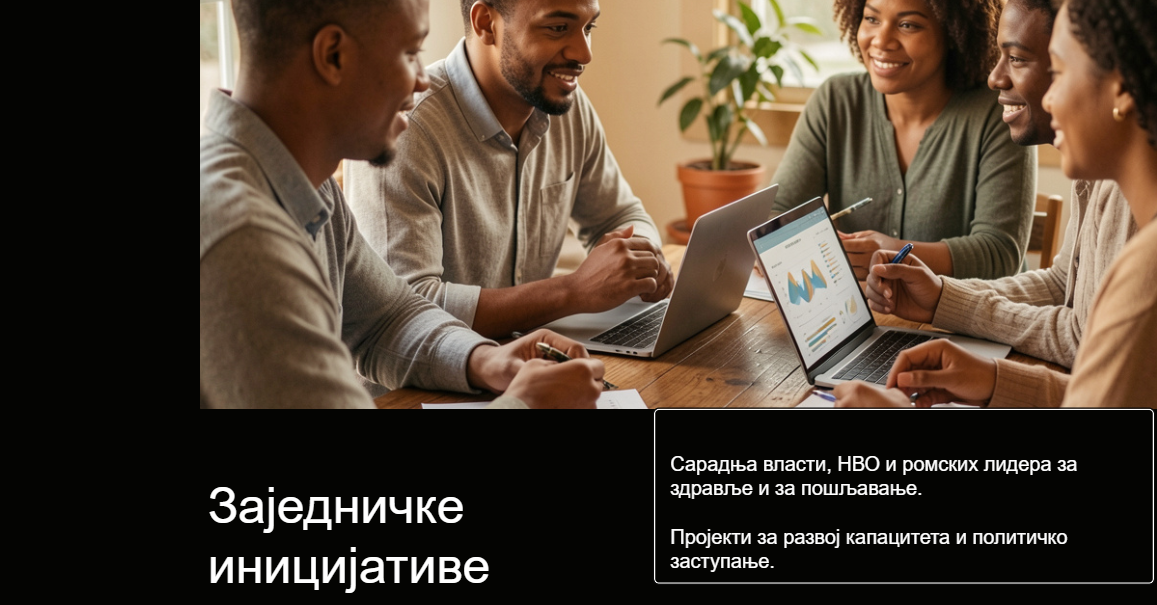 Заједничке
иницијативе
Сарадња власти, НВО и ромских лидера за
здравље и за пошљавање.
Пројекти за развој капацитета и политичко
заступање.